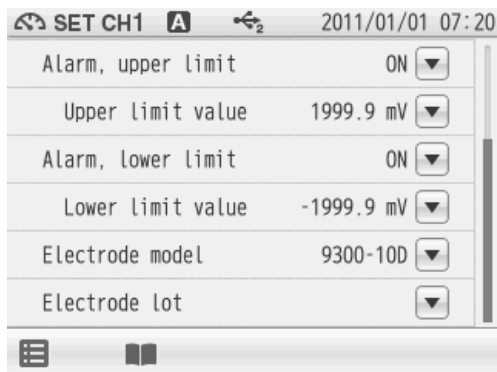 SET CH1 A 2 2011/01/01 07:20
Alarm, upper limit ON
Upper limit value 1999.9 mV
Alarm, lower limit ON
Lower limit value -1999.9 mV
Electrode model 9300-10D
Electrode lot